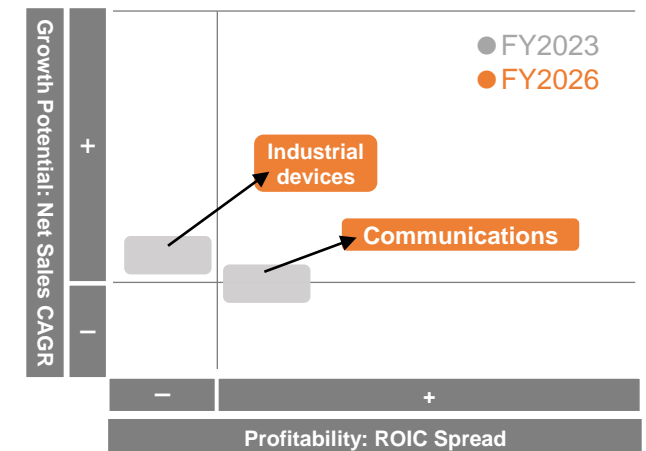 Growth Potential: Net Sales CAGR
+
−
FY2023
FY2026
Industrial
devices
Communications
−
+
Profitability: ROIC Spread